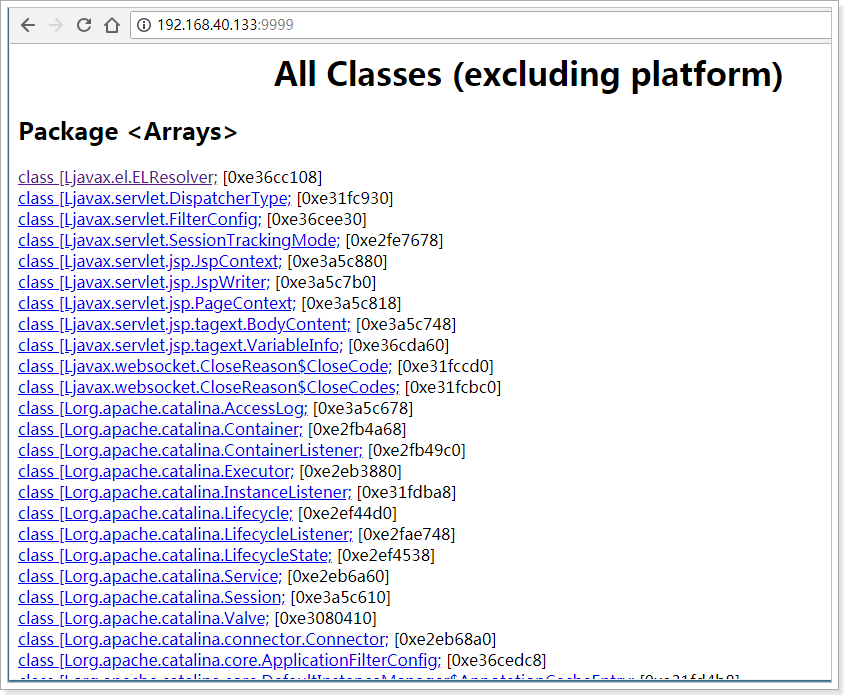 192.168.40.133:9999
All Classes (excluding platform)
Package <Arrays>
class [Ljavax.el.ELResolver; [0xe36cc108]
class [Ljavax.servlet.DispatcherType; [0xe31fc930]
class [Ljavax.servlet.FilterConfig; [0xe36cee30]
class [Ljavax.servlet.SessionTrackingMode; [0xe2fe7678]
class [Ljavax.servlet.jsp.JspContext; [0xe3a5c880]
class [Ljavax.servlet.jsp.JspWriter; [0xe3a5c7b0]
class [Ljavax.servlet.jsp.PageContext; [0xe3a5c818]
class [Ljavax.servlet.jsp.tagext.BodyContent; [0xe3a5c748]
class [Ljavax.servlet.jsp.tagext.VariableInfo; [0xe36cda60]
class [Ljavax.websocket.CloseReason$CloseCode; [0xe31fccd0]
class [Ljavax.websocket.CloseReason$CloseCodes; [0xe31fcbc0]
class [Lorg.apache.catalina.AccessLog; [0xe3a5c678]
class [Lorg.apache.catalina.Container; [0xe2fb4a68]
class [Lorg.apache.catalina.ContainerListener; [0xe2fb49c0]
class [Lorg.apache.catalina.Executor; [0xe2eb3880]
class [Lorg.apache.catalina.InstanceListener; [0xe31fdba8]
class [Lorg.apache.catalina.Lifecycle; [0xe2ef44d0]
class [Lorg.apache.catalina.LifecycleListener; [0xe2fae748]
class [Lorg.apache.catalina.LifecycleState; [0xe2ef4538]
class [Lorg.apache.catalina.Service; [0xe2eb6a60]
class [Lorg.apache.catalina.Session; [0xe3a5c610]
class [Lorg.apache.catalina.Valve; [0xe3080410]
class [Lorg.apache.catalina.connector.Connector; [0xe2eb68a0]
class [Lorg.apache.catalina.core.ApplicationFilterConfig; [0xe36cedc8]
class [Lorg.apache.catalina.core.DefaultInstanceManager$AnnotationCacheEntry; [0xe31fd4b8]